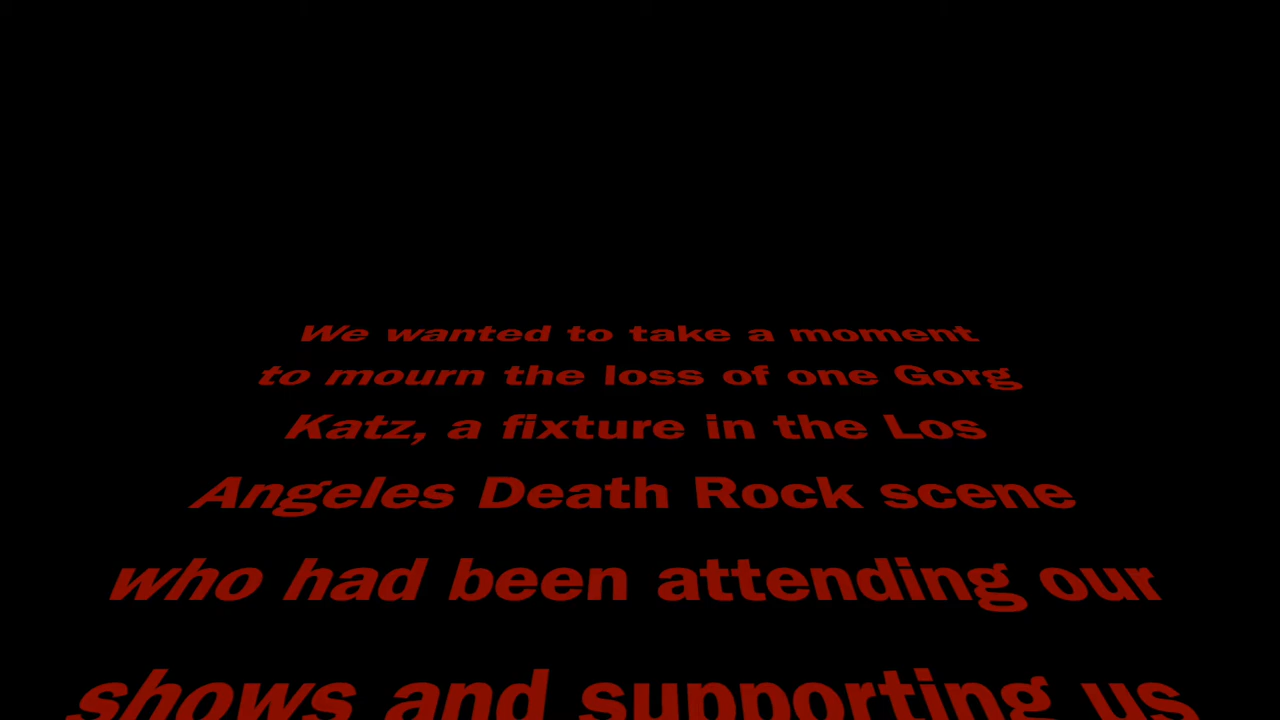 We wanted to take a moment
to mourn the loss of one Gorg
Katz, a fixture in the Los
Angeles Death Rock scene
who had been attending our
shows and supporting us